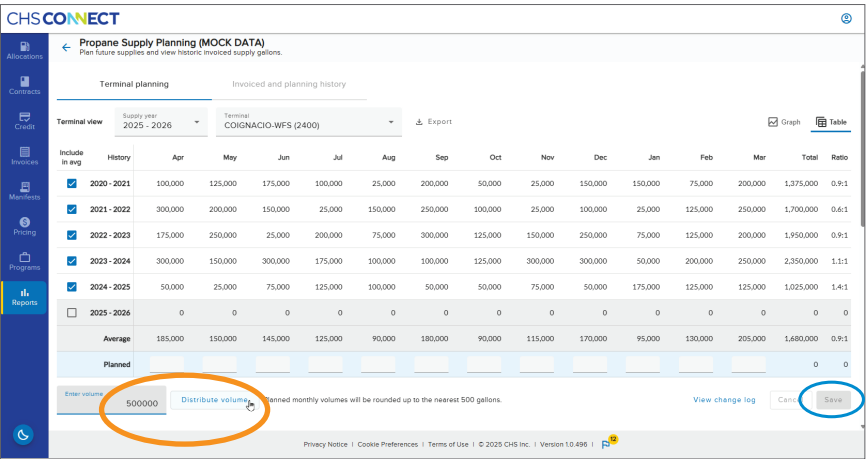 CHS CONNECT
Allocations
Contracts
Credit
Invoices
Manifests
Pricing
Programs
Reports
Propane Supply Planning (MOCK DATA)
Plan future supplies and view historic invoiced supply gallons.
Terminal planning Invoiced and planning history
Terminal view Supply year 2025 - 2026 Terminal COIGNACIO-WFS (2400) Export Graph Table
Include in avg History Apr May Jun Jul Aug Sep Oct Nov Dec Jan Feb Mar Total Ratio
2020 - 2021 100,000 125,000 175,000 100,000 25,000 200,000 50,000 25,000 150,000 150,000 75,000 200,000 1,375,000 0.9:1
2021 - 2022 300,000 200,000 150,000 25,000 150,000 250,000 100,000 25,000 100,000 25,000 125,000 250,000 1,700,000 0.6:1
2022 - 2023 175,000 250,000 25,000 200,000 75,000 300,000 125,000 150,000 250,000 75,000 125,000 200,000 1,950,000 0.9:1
2023 - 2024 300,000 150,000 300,000 175,000 100,000 100,000 125,000 300,000 300,000 50,000 200,000 250,000 2,350,000 1.1:1
2024 - 2025 50,000 25,000 75,000 125,000 100,000 50,000 50,000 75,000 50,000 175,000 125,000 125,000 1,025,000 1.4:1
2025 - 2026 0 0 0 0 0 0 0 0 0 0 0 0 0 0
Average 185,000 150,000 145,000 125,000 90,000 180,000 90,000 115,000 170,000 95,000 130,000 205,000 1,680,000 0.9:1
Planned 0 0
Enter volume 500000 Distribute volume Planned monthly volumes will be rounded up to the nearest 500 gallons. View change log Cancel Save
Privacy Notice | Cookie Preferences | Terms of Use | © 2025 CHS Inc. | Version 1.0.496 | 12